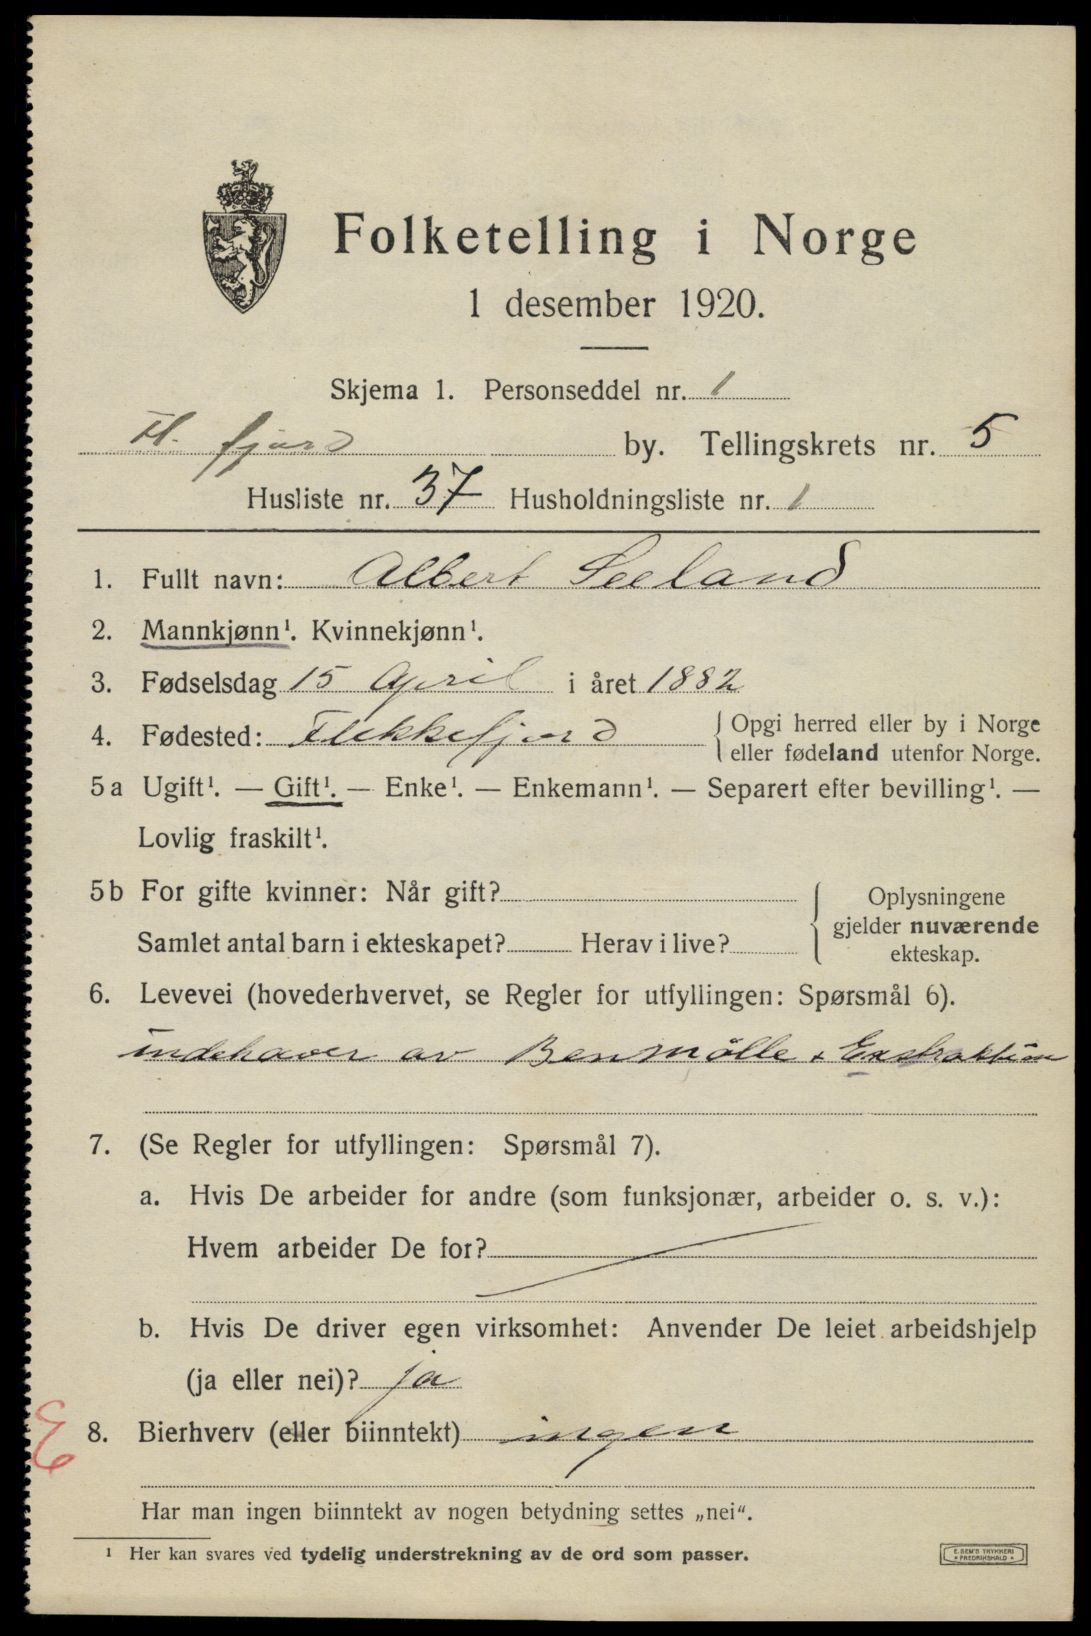 Folketelling i Norge
1 desember 1920.
Skjema 1. Personseddel nr. 1
Fl. fjord by. Tellingskrets nr. 5
Husliste nr. 37 Husholdningsliste nr. 1
1. Fullt navn: Albert Seeland
2. Mannkjønn¹. Kvinnekjønn¹.
3. Fødselsdag 15 April i året 1882
4. Fødested: Flekkefjord { Opgi herred eller by i Norge
eller fødeland utenfor Norge.
5a Ugift¹. — Gift¹. — Enke¹. — Enkemann¹. — Separert efter bevilling¹. —
Lovlig fraskilt¹.
5b For gifte kvinner: Når gift?
Samlet antal barn i ekteskapet? Herav i live?
{ Oplysningene
gjelder nuværende
ekteskap.
6. Levevei (hovederhvervet, se Regler for utfyllingen: Spørsmål 6).
indehaver av Benmølle + Exstraktion
7. (Se Regler for utfyllingen: Spørsmål 7).
a. Hvis De arbeider for andre (som funksjonær, arbeider o. s. v.):
Hvem arbeider De for?
b. Hvis De driver egen virksomhet: Anvender De leiet arbeidshjelp
(ja eller nei)? ja
E 8. Bierhverv (eller biinntekt) ingen
Har man ingen biinntekt av nogen betydning settes „nei“.
¹ Her kan svares ved tydelig understrekning av de ord som passer.
E. SEM'S TRYKKERI
• FREDRIKSHALD •